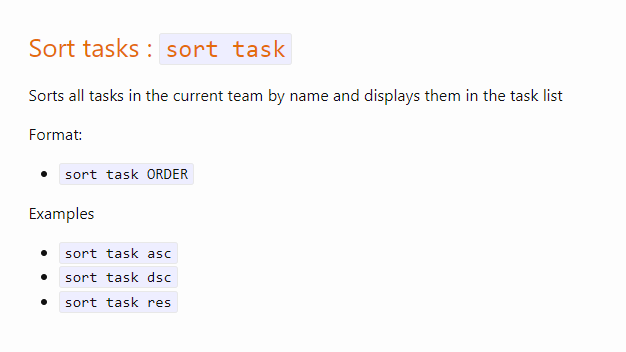 Sort tasks : sort task
Sorts all tasks in the current team by name and displays them in the task list
Format:
• sort task ORDER
Examples
• sort task asc
• sort task dsc
• sort task res